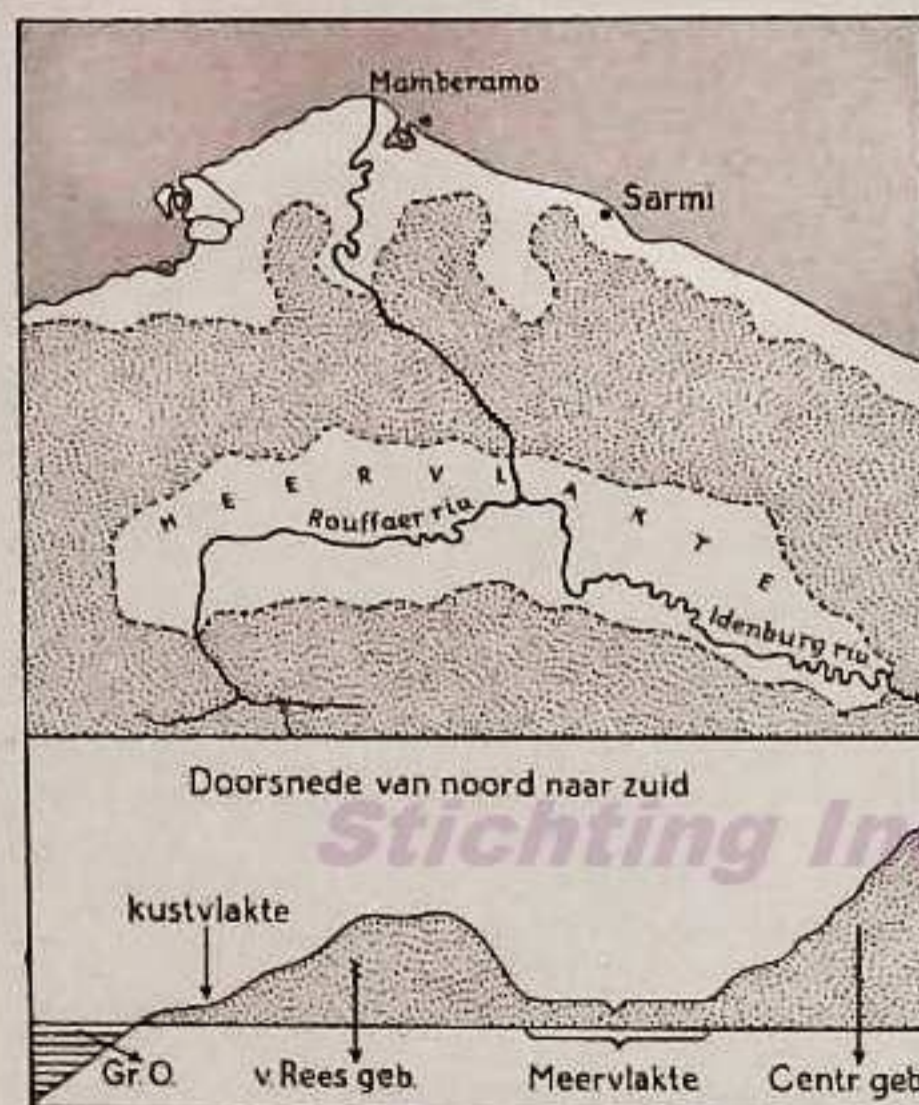 Mamberamo
Sarmi
MEERVLAKTE
Rouffaer riv
Idenburg riv
Doorsnede van noord naar zuid
Stichting In
kustvlakte
Gr. O.
v. Rees geb.
Meervlakte
Centr geb